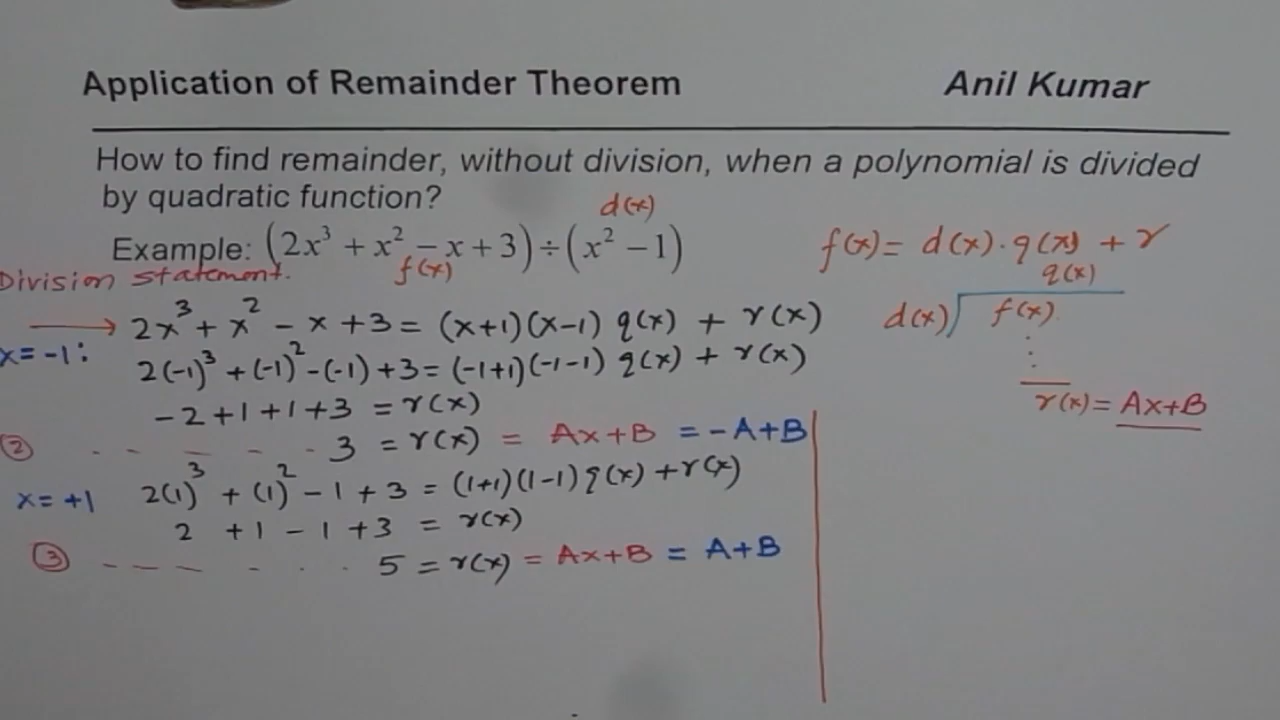 Application of Remainder Theorem Anil Kumar
How to find remainder, without division, when a polynomial is divided
by quadratic function?
d(x)
Example: (2x³ + x² − x + 3) ÷ (x² − 1) f(x) = d(x)·q(x) + r
Division statement. f(x) q(x)
→ 2x³ + x² − x + 3 = (x+1)(x−1) q(x) + r(x) d(x)) f(x)
x = −1: 2(−1)³ + (−1)² − (−1) + 3 = (−1+1)(−1−1) q(x) + r(x)
−2 + 1 + 1 + 3 = r(x) r(x) = Ax+B
② . . . . . . 3 = r(x) = Ax+B = −A+B
x = +1 2(1)³ + (1)² − 1 + 3 = (1+1)(1−1) q(x) + r(x)
2 + 1 − 1 + 3 = r(x)
③ . . . . . . 5 = r(x) = Ax+B = A+B